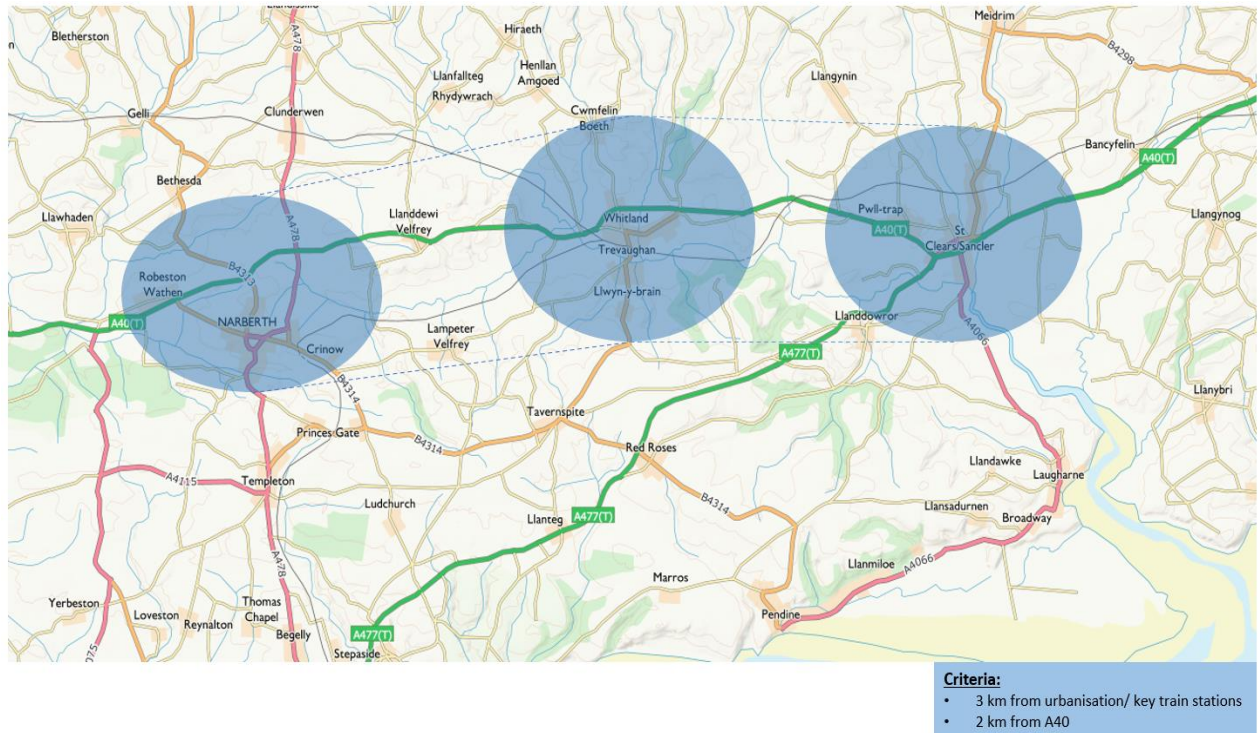 Meidrim
Bletherston
Hiraeth
A478
B4298
Henllan
Amgoed
Llanfallteg
Rhydywrach
Llangynin
Gelli
Clunderwen
Cwmfelin
Boeth
Bancyfelin
A40(T)
Bethesda
Llawhaden
Llanddewi
Velfrey
A478
Whitland
Pwll-trap
A40(T)
St
Clears/Sancler
Llangynog
Trevaughan
B4313
Robeston
Wathen
Llwyn-y-brain
A40(T)
NARBERTH
Crinow
Lampeter
Velfrey
Llanddowror
A4066
A477(T)
B4314
Llanybri
Tavernspite
Princes Gate
B4314
Red Roses
Templeton
A4115
Llandawke
Laugharne
Ludchurch
B4314
Llansadurnen
Llanteg
A477(T)
Broadway
A478
Llanmiloe
A4066
Marros
Yerbeston
Loveston
Reynalton
Thomas
Chapel
Begelly
Pendine
A477(T)
Stepaside
Criteria:
• 3 km from urbanisation/ key train stations
• 2 km from A40